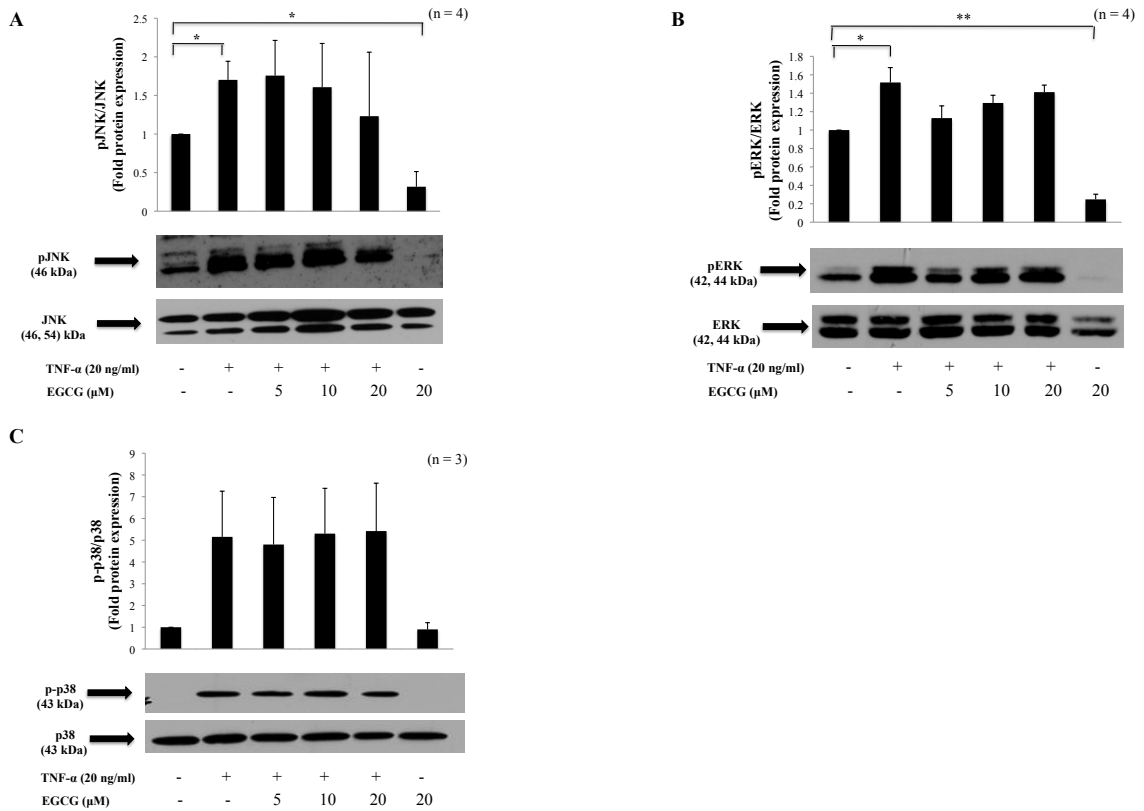 A
(n = 4)
*
*
pJNK/JNK
(Fold protein expression)
2.5
2
1.5
1
0.5
0
pJNK
(46 kDa)
JNK
(46, 54) kDa
TNF-α (20 ng/ml) - + + + + -
EGCG (µM) - - 5 10 20 20
B
(n = 4)
**
*
pERK/ERK
(Fold protein expression)
1.6
1.4
1.2
1
0.8
0.6
0.4
0.2
0
pERK
(42, 44 kDa)
ERK
(42, 44 kDa)
TNF-α (20 ng/ml) - + + + + -
EGCG (µM) - - 5 10 20 20
C
(n = 3)
p-p38/p38
(Fold protein expression)
9
8
7
6
5
4
3
2
1
0
p-p38
(43 kDa)
p38
(43 kDa)
TNF-α (20 ng/ml) - + + + + -
EGCG (µM) - - 5 10 20 20